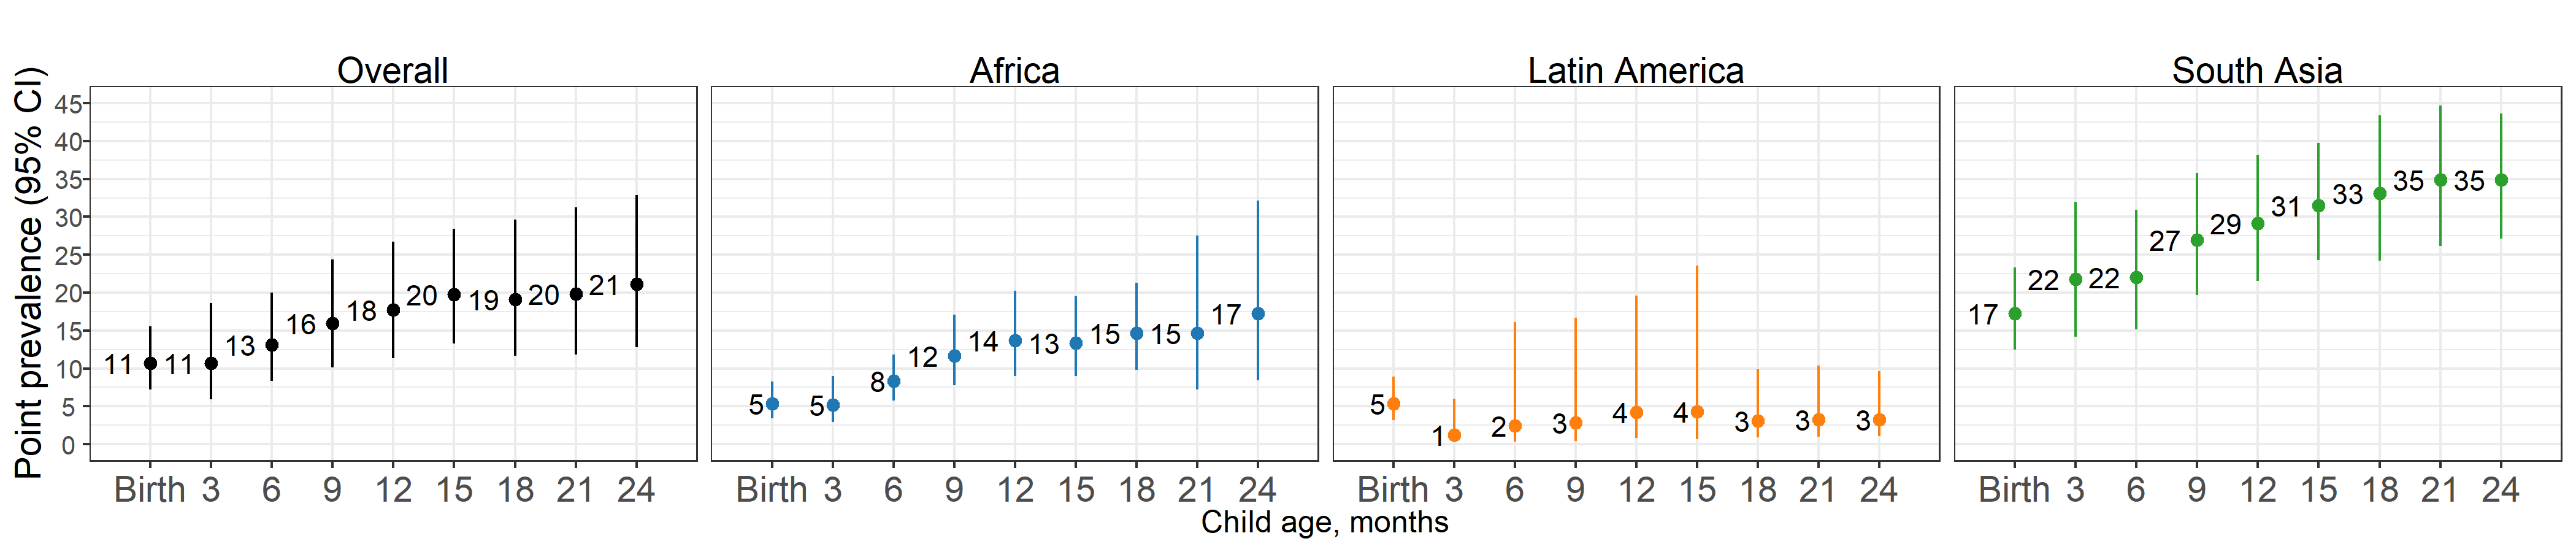 Overall
Africa
Latin America
South Asia
Point prevalence (95% CI)
45
40
35
30
25
20
15
10
5
0
11 11 13 16 18 20 19 20 21
5 5 8 12 14 13 15 15 17
5 1 2 3 4 4 3 3 3
17 22 22 27 29 31 33 35 35
Birth 3 6 9 12 15 18 21 24
Birth 3 6 9 12 15 18 21 24
Birth 3 6 9 12 15 18 21 24
Birth 3 6 9 12 15 18 21 24
Child age, months